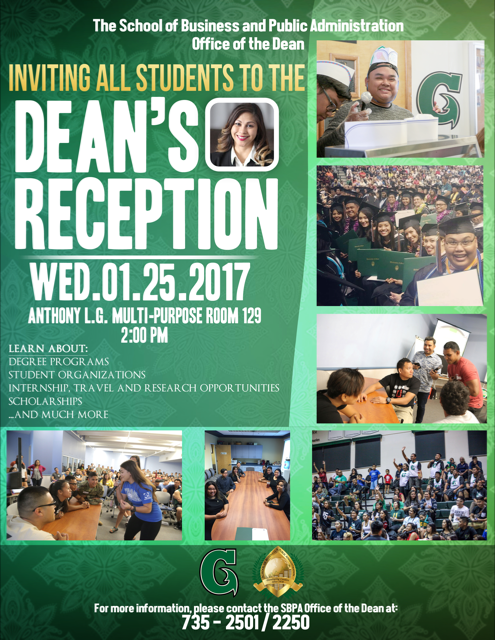 The School of Business and Public Administration
Office of the Dean
INVITING ALL STUDENTS TO THE
DEAN'S
RECEPTION
WED.01.25.2017
ANTHONY L.G. MULTI-PURPOSE ROOM 129
2:00 PM
LEARN ABOUT:
DEGREE PROGRAMS
STUDENT ORGANIZATIONS
INTERNSHIP, TRAVEL AND RESEARCH OPPORTUNITIES
SCHOLARSHIPS
...AND MUCH MORE
G
G
For more information, please contact the SBPA Office of the Dean at:
735 - 2501 / 2250